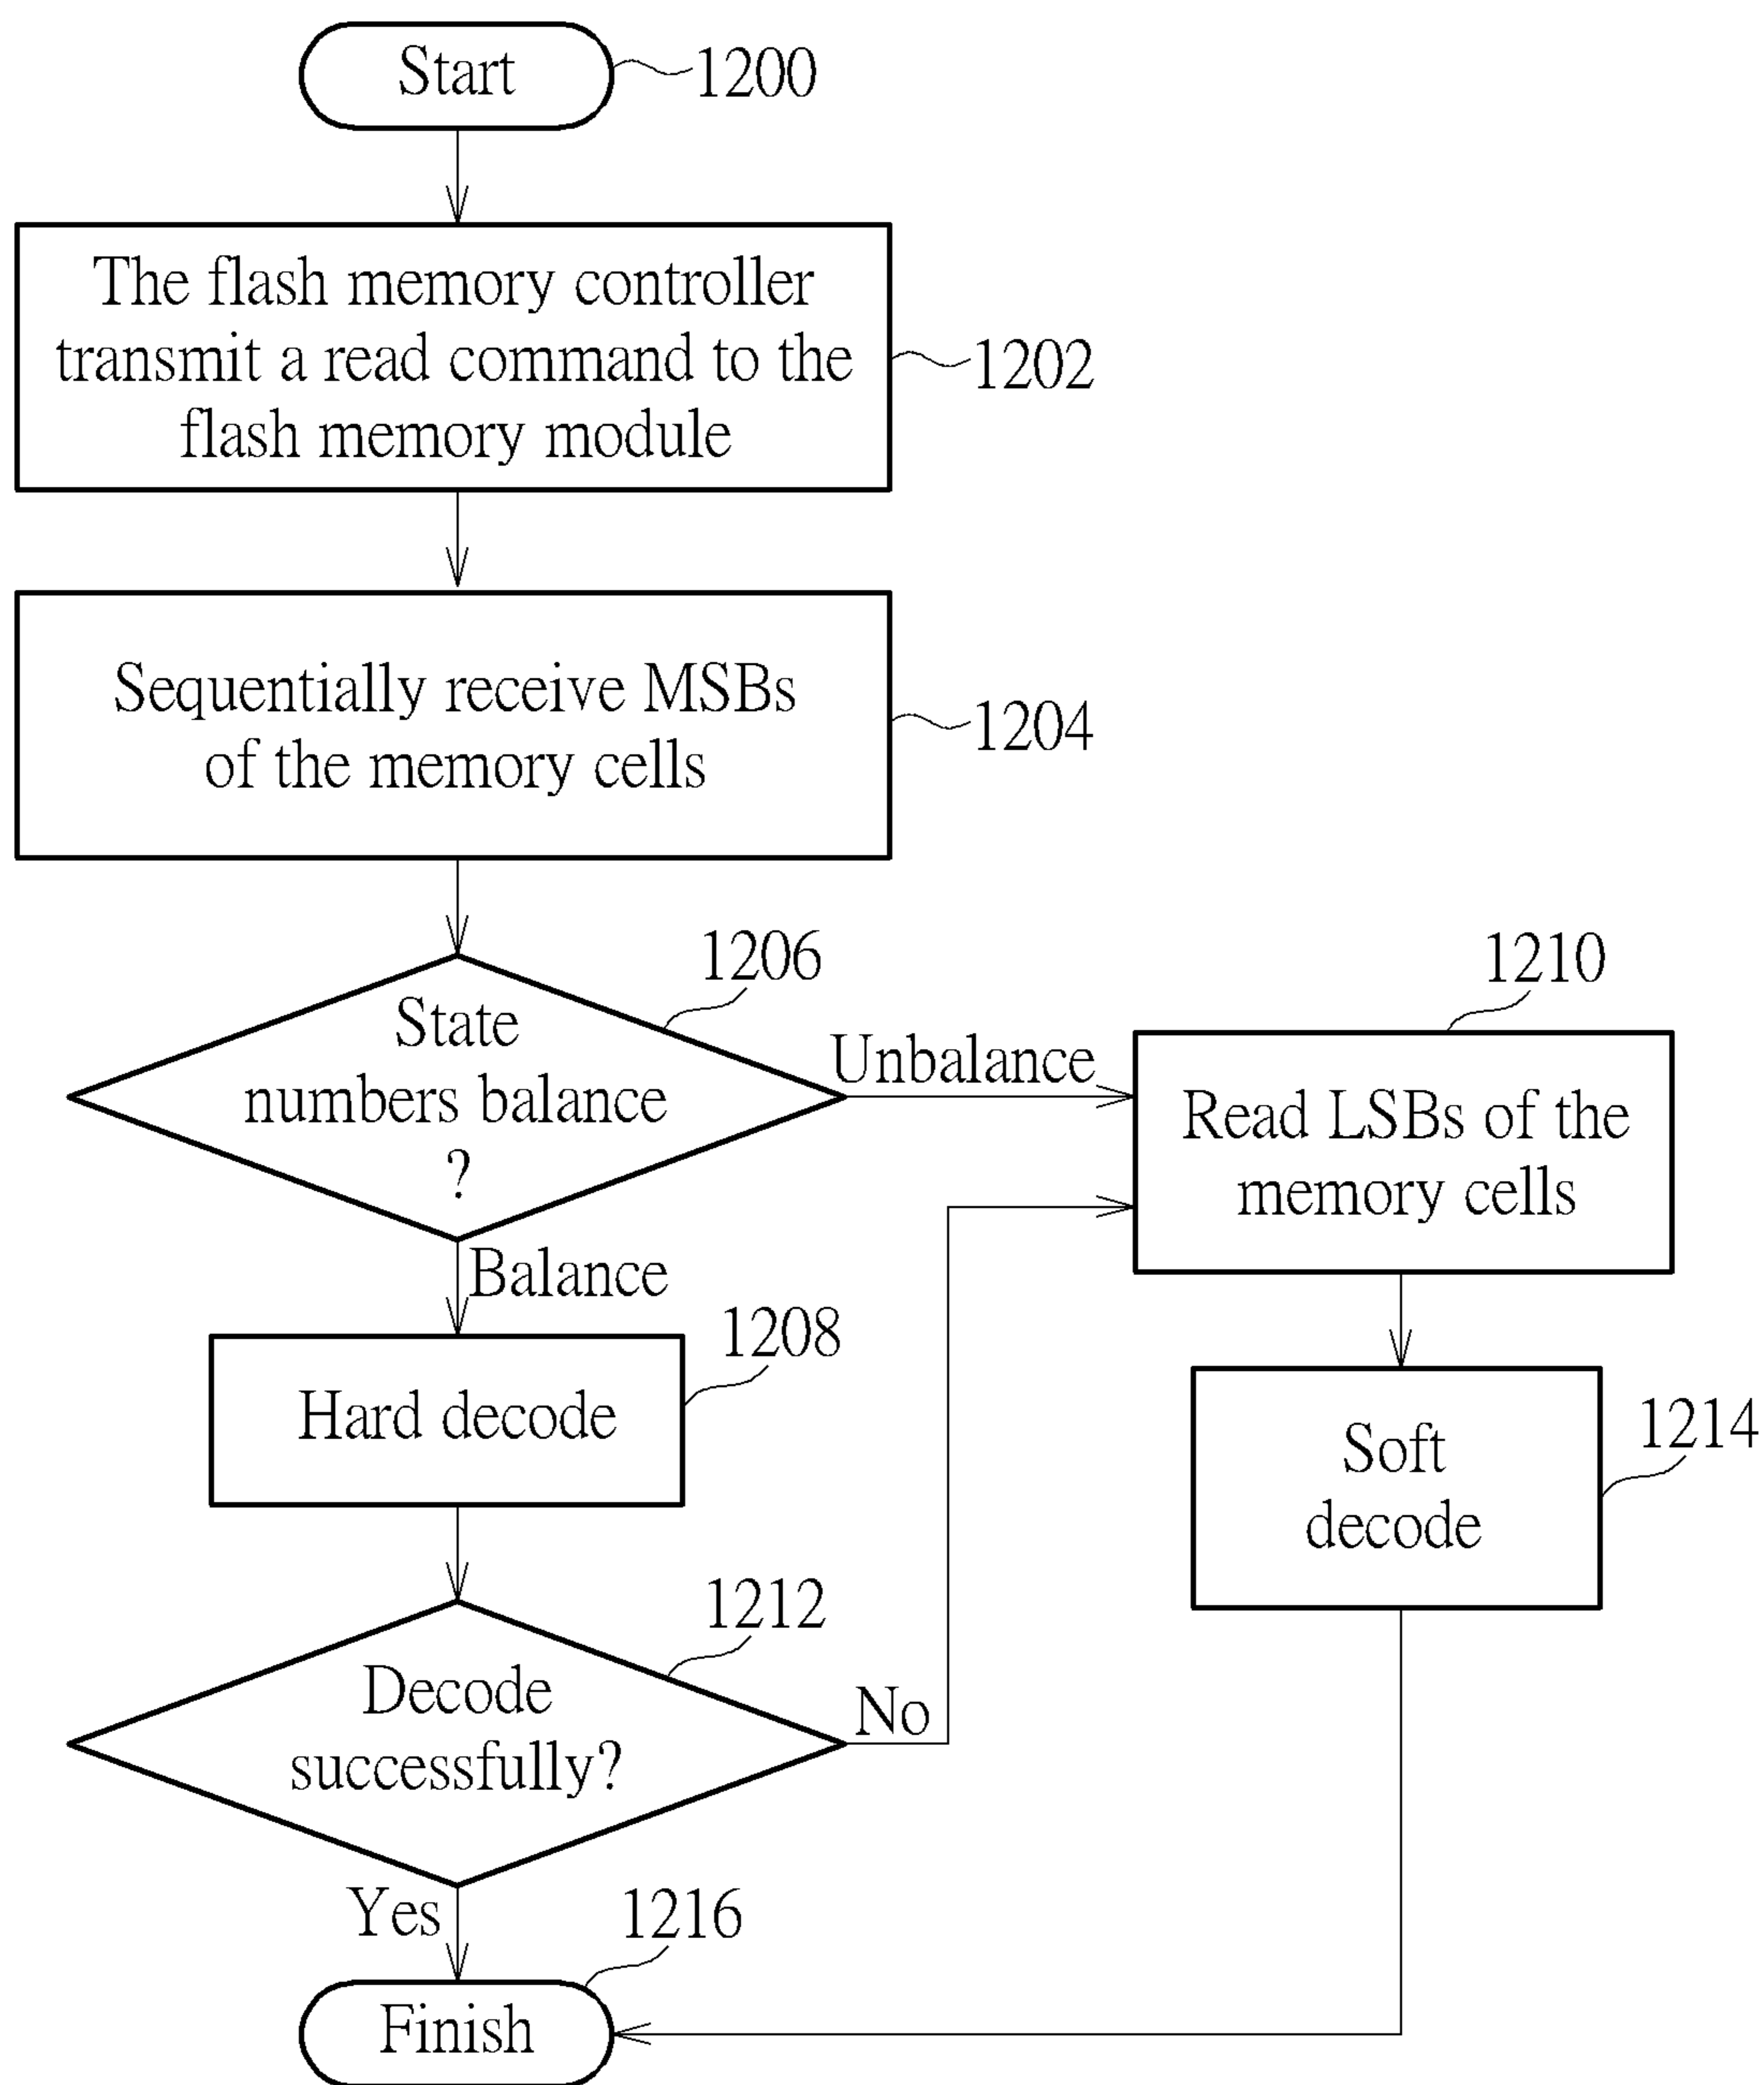 Start
1200
The flash memory controller
transmit a read command to the
flash memory module
1202
Sequentially receive MSBs
of the memory cells
1204
1206
State
numbers balance
?
Unbalance
Balance
1210
Read LSBs of the
memory cells
1208
Hard decode
1214
Soft
decode
1212
Decode
successfully?
No
Yes
1216
Finish